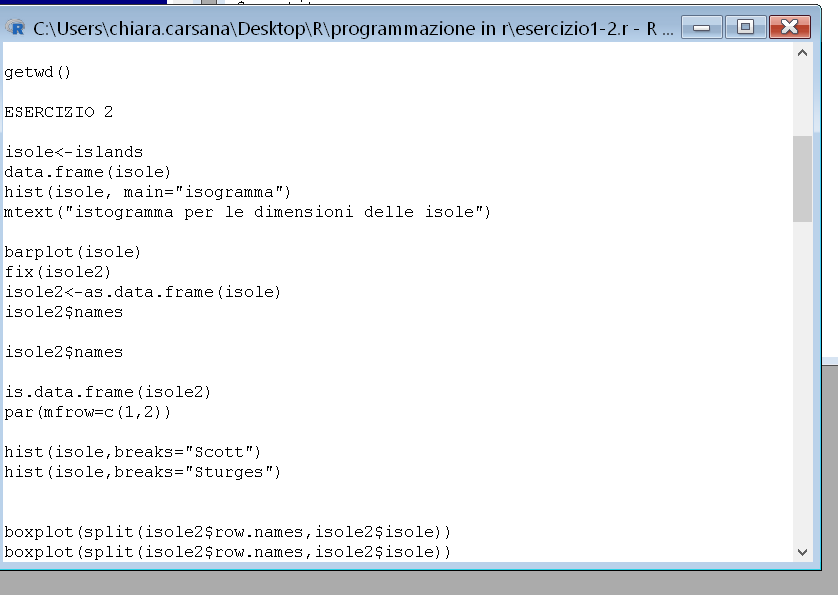 C:\Users\chiara.carsana\Desktop\R\programmazione in r\esercizio1-2.r - R ...
getwd()
ESERCIZIO 2
isole<-islands
data.frame(isole)
hist(isole, main="isogramma")
mtext("istogramma per le dimensioni delle isole")
barplot(isole)
fix(isole2)
isole2<-as.data.frame(isole)
isole2$names
isole2$names
is.data.frame(isole2)
par(mfrow=c(1,2))
hist(isole,breaks="Scott")
hist(isole,breaks="Sturges")
boxplot(split(isole2$row.names,isole2$isole))
boxplot(split(isole2$row.names,isole2$isole))